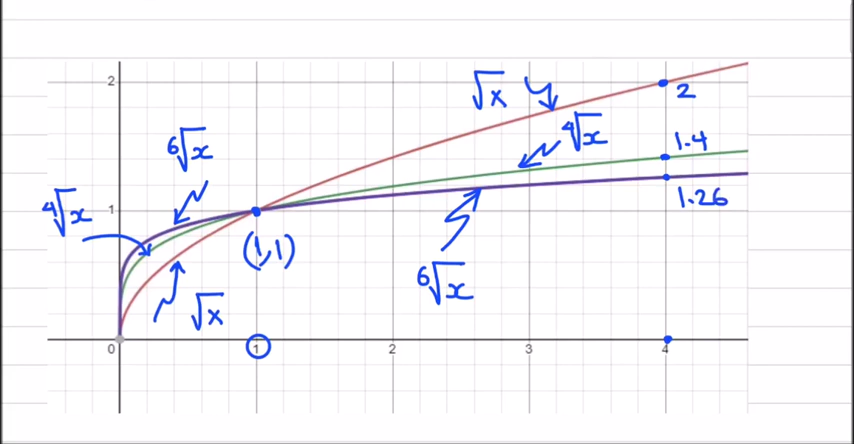 2
√x
2
⁶√x
⁴√x
1.4
⁴√x
1
1.26
(1,1)
⁶√x
√x
0
1
2
3
4